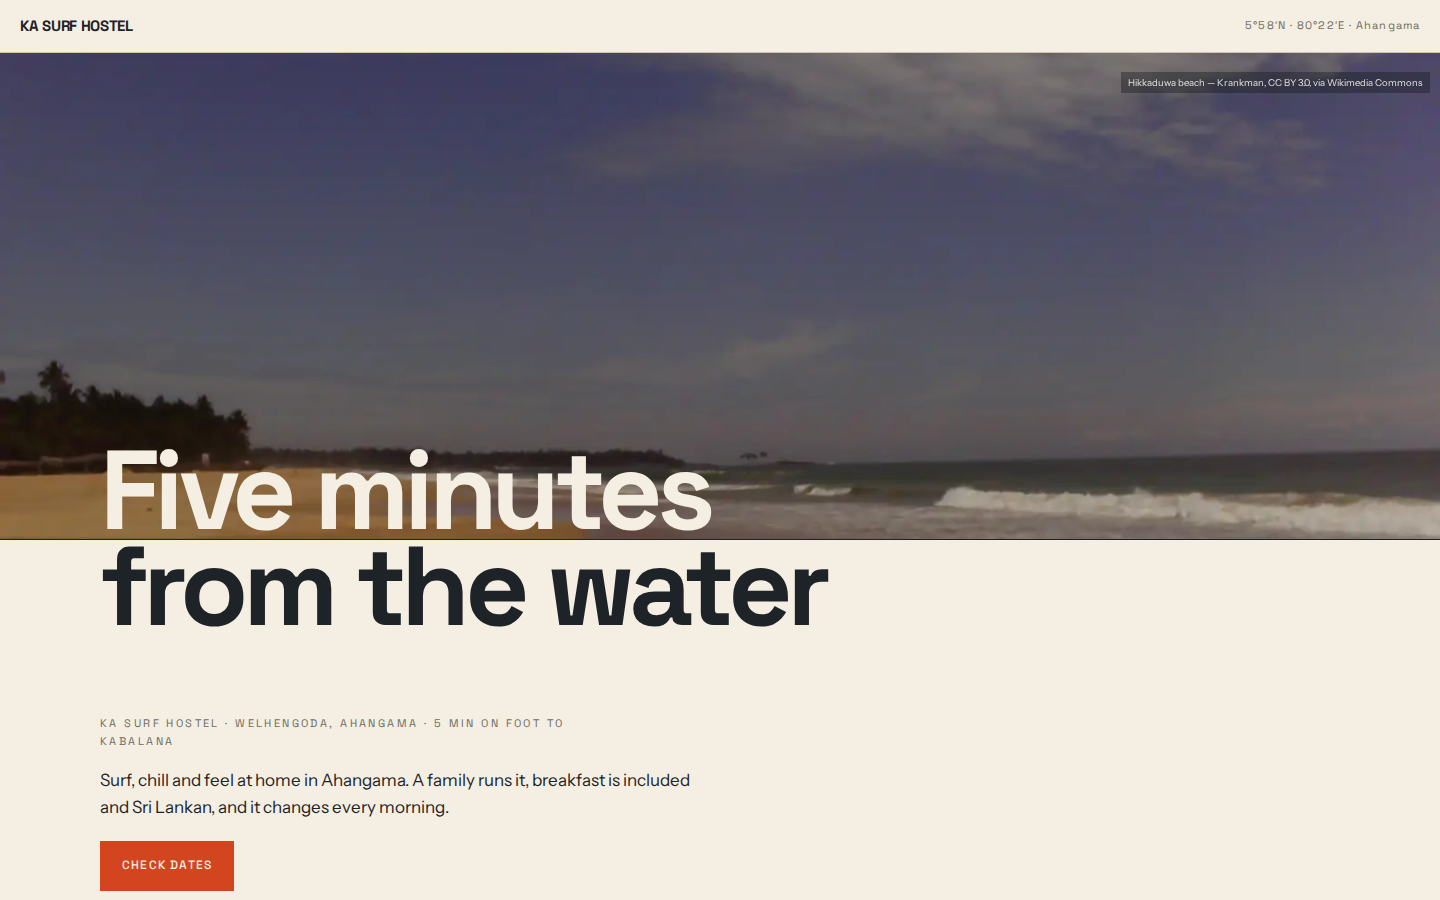 KA SURF HOSTEL
5°58'N · 80°22'E · Ahangama
Hikkaduwa beach — Krankman, CC BY 3.0, via Wikimedia Commons
Five minutes
from the water
KA SURF HOSTEL · WELHENGODA, AHANGAMA · 5 MIN ON FOOT TO
KABALANA
Surf, chill and feel at home in Ahangama. A family runs it, breakfast is included
and Sri Lankan, and it changes every morning.
CHECK DATES